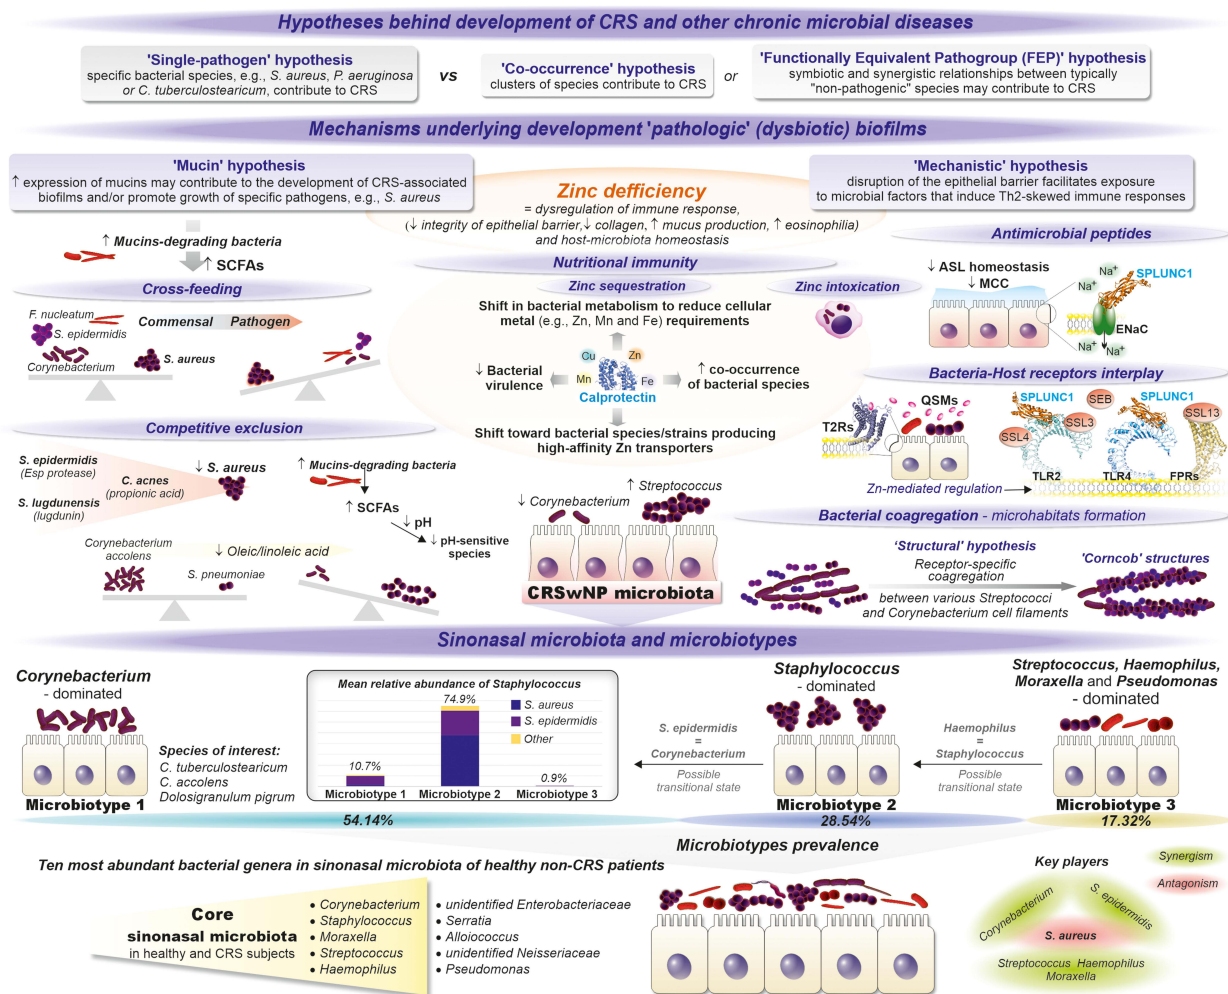 Hypotheses behind development of CRS and other chronic microbial diseases
'Single-pathogen' hypothesis
specific bacterial species, e.g., S. aureus, P. aeruginosa
or C. tuberculostearicum, contribute to CRS
vs
'Co-occurrence' hypothesis
clusters of species contribute to CRS
or
'Functionally Equivalent Pathogroup (FEP)' hypothesis
symbiotic and synergistic relationships between typically
"non-pathogenic" species may contribute to CRS
Mechanisms underlying development 'pathologic' (dysbiotic) biofilms
'Mucin' hypothesis
↑ expression of mucins may contribute to the development of CRS-associated
biofilms and/or promote growth of specific pathogens, e.g., S. aureus
Zinc defficiency
= dysregulation of immune response,
(↓ integrity of epithelial barrier,↓ collagen, ↑ mucus production, ↑ eosinophilia)
and host-microbiota homeostasis
'Mechanistic' hypothesis
disruption of the epithelial barrier facilitates exposure
to microbial factors that induce Th2-skewed immune responses
↑ Mucins-degrading bacteria
↑ SCFAs
Cross-feeding
F. nucleatum
S. epidermidis
Corynebacterium
Commensal Pathogen
S. aureus
Nutritional immunity
Zinc sequestration
Zinc intoxication
Shift in bacterial metabolism to reduce cellular
metal (e.g., Zn, Mn and Fe) requirements
Cu
Zn
Mn
Fe
↓ Bacterial
virulence
Calprotectin
↑ co-occurrence
of bacterial species
Shift toward bacterial species/strains producing
high-affinity Zn transporters
Antimicrobial peptides
↓ ASL homeostasis
↓ MCC
Na+
Na+
Na+
Na+
SPLUNC1
ENaC
Bacteria-Host receptors interplay
T2Rs
QSMs
SPLUNC1
SEB
SPLUNC1
SSL13
SSL4
SSL3
TLR2
TLR4
FPRs
Zn-mediated regulation
Competitive exclusion
S. epidermidis
(Esp protease)
C. acnes
(propionic acid)
S. lugdunensis
(lugdunin)
↓ S. aureus
↑ Mucins-degrading bacteria
↑ SCFAs
↓ pH
↓ pH-sensitive
species
Corynebacterium
accolens
↓ Oleic/linoleic acid
S. pneumoniae
↓ Corynebacterium
↑ Streptococcus
CRSwNP microbiota
Bacterial coagregation - microhabitats formation
'Structural' hypothesis
Receptor-specific
coagregation
between various Streptococci
and Corynebacterium cell filaments
'Corncob' structures
Sinonasal microbiota and microbiotypes
Corynebacterium
- dominated
Species of interest:
C. tuberculostearicum
C. accolens
Dolosigranulum pigrum
Microbiotype 1
Mean relative abundance of Staphylococcus
74.9%
10.7%
0.9%
S. aureus
S. epidermidis
Other
Microbiotype 1
Microbiotype 2
Microbiotype 3
S. epidermidis
=
Corynebacterium
Possible
transitional state
Staphylococcus
- dominated
Microbiotype 2
Haemophilus
=
Staphylococcus
Possible
transitional state
Streptococcus, Haemophilus,
Moraxella and Pseudomonas
- dominated
Microbiotype 3
54.14%
28.54%
17.32%
Microbiotypes prevalence
Ten most abundant bacterial genera in sinonasal microbiota of healthy non-CRS patients
Core
sinonasal microbiota
in healthy and CRS subjects
• Corynebacterium
• Staphylococcus
• Moraxella
• Streptococcus
• Haemophilus
• unidentified Enterobacteriaceae
• Serratia
• Alloiococcus
• unidentified Neisseriaceae
• Pseudomonas
Key players
Synergism
Antagonism
Corynebacterium
S. epidermidis
S. aureus
Streptococcus Haemophilus
Moraxella